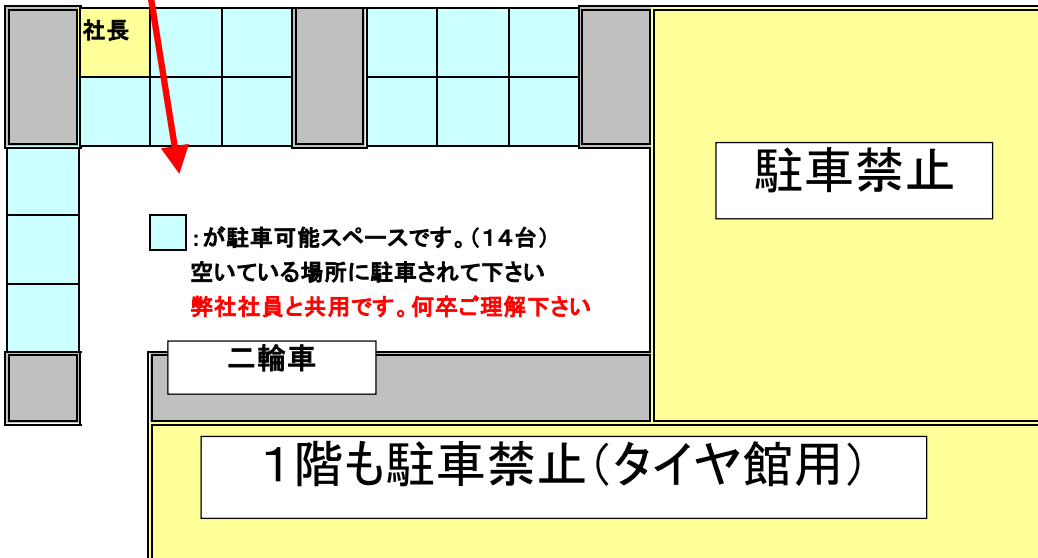 社長
駐車禁止
:が駐車可能スペースです。(14台)
空いている場所に駐車されて下さい
弊社社員と共用です。何卒ご理解下さい
二輪車
1階も駐車禁止(タイヤ館用)